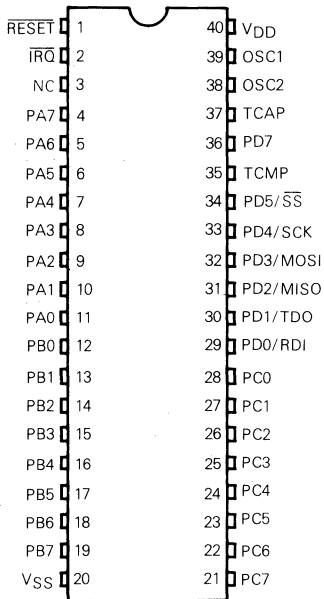 R̅E̅S̅E̅T̅ 1 40 VDD
I̅R̅Q̅ 2 39 OSC1
NC 3 38 OSC2
PA7 4 37 TCAP
PA6 5 36 PD7
PA5 6 35 TCMP
PA4 7 34 PD5/S̅S̅
PA3 8 33 PD4/SCK
PA2 9 32 PD3/MOSI
PA1 10 31 PD2/MISO
PA0 11 30 PD1/TDO
PB0 12 29 PD0/RDI
PB1 13 28 PC0
PB2 14 27 PC1
PB3 15 26 PC2
PB4 16 25 PC3
PB5 17 24 PC4
PB6 18 23 PC5
PB7 19 22 PC6
VSS 20 21 PC7